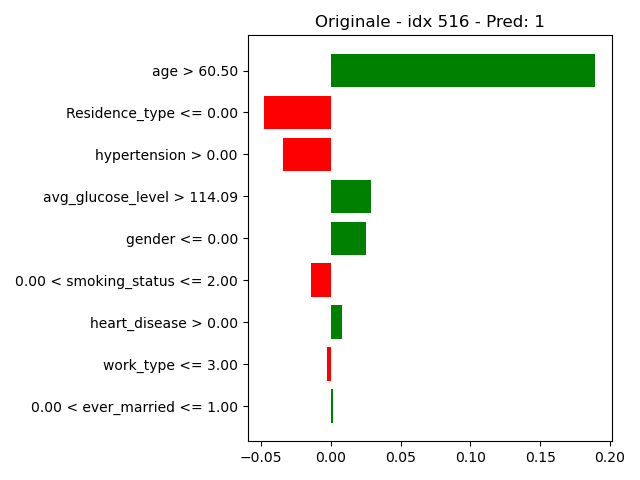 Originale - idx 516 - Pred: 1
age > 60.50
Residence_type <= 0.00
hypertension > 0.00
avg_glucose_level > 114.09
gender <= 0.00
0.00 < smoking_status <= 2.00
heart_disease > 0.00
work_type <= 3.00
0.00 < ever_married <= 1.00
−0.05 0.00 0.05 0.10 0.15 0.20